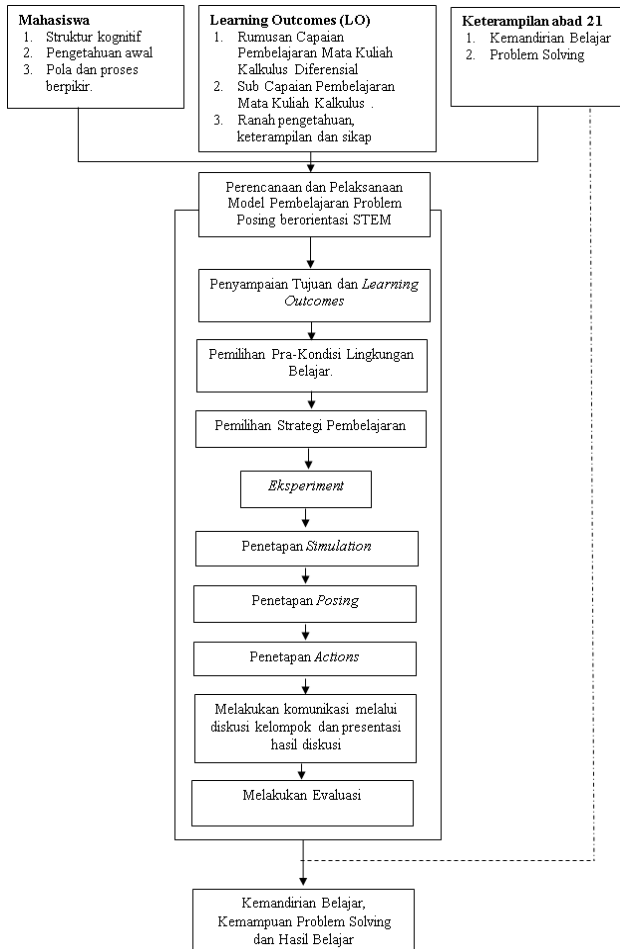 Mahasiswa
1. Struktur kognitif
2. Pengetahuan awal
3. Pola dan proses
berpikir.
Learning Outcomes (LO)
1. Rumusan Capaian
Pembelajaran Mata Kuliah
Kalkulus Diferensial
2. Sub Capaian Pembelajaran
Mata Kuliah Kalkulus .
3. Ranah pengetahuan,
keterampilan dan sikap
Keterampilan abad 21
1. Kemandirian Belajar
2. Problem Solving
Perencanaan dan Pelaksanaan
Model Pembelajaran Problem
Posing berorientasi STEM
Penyampaian Tujuan dan Learning
Outcomes
Pemilihan Pra-Kondisi Lingkungan
Belajar.
Pemilihan Strategi Pembelajaran
Eksperiment
Penetapan Simulation
Penetapan Posing
Penetapan Actions
Melakukan komunikasi melalui
diskusi kelompok dan presentasi
hasil diskusi
Melakukan Evaluasi
Kemandirian Belajar,
Kemampuan Problem Solving
dan Hasil Belajar